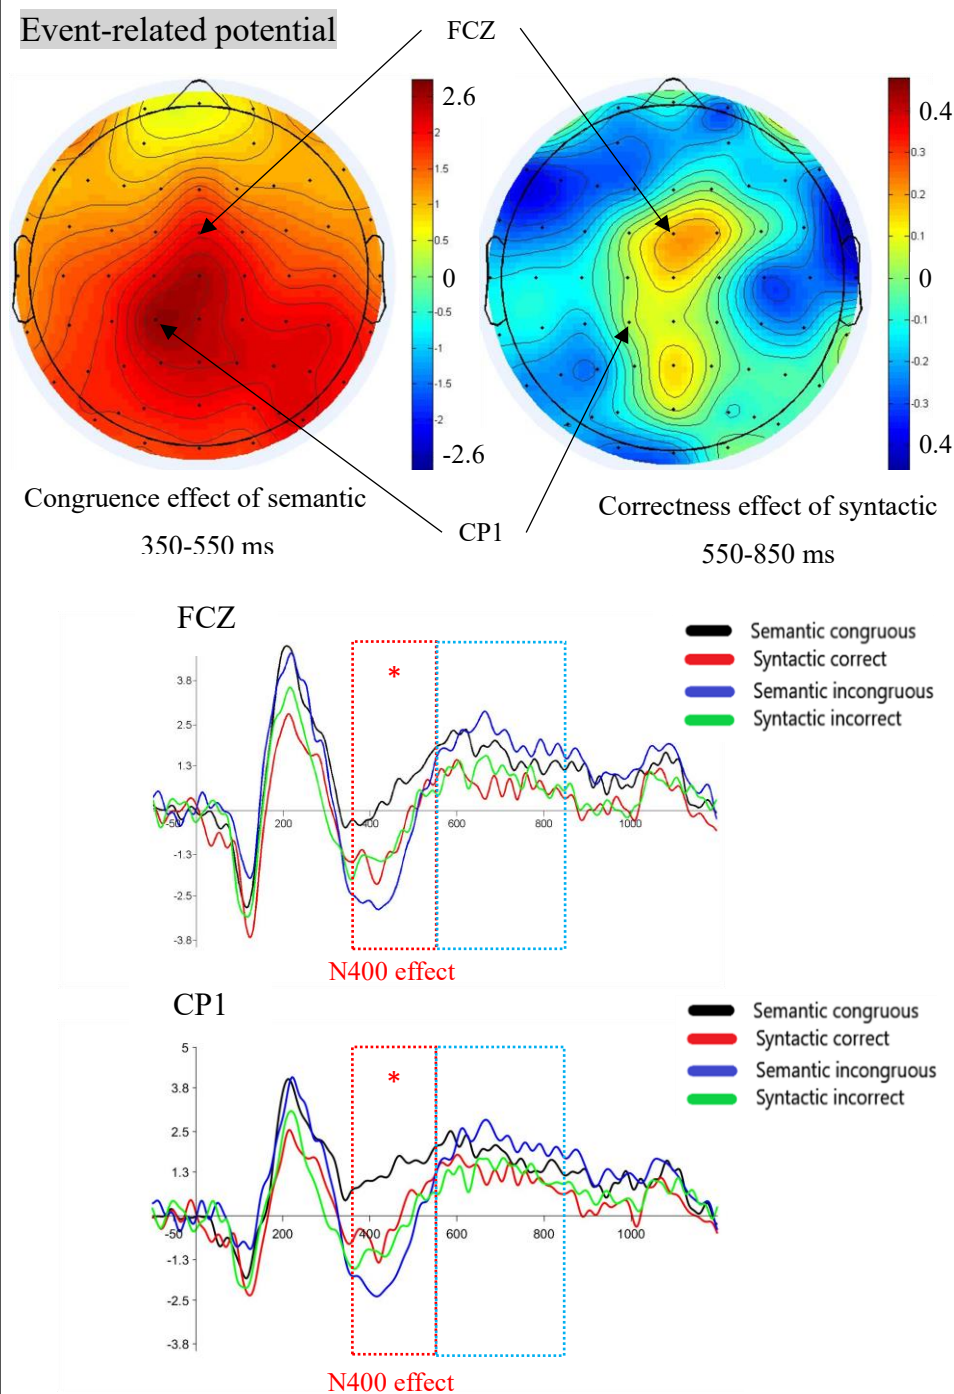 Event-related potential
FCZ
2.6
2
1.5
1
0.5
0
-0.5
-1
-1.5
-2
-2.6
0.4
0.3
0.2
0.1
0
-0.1
-0.2
-0.3
0.4
Congruence effect of semantic
350-550 ms
CP1
Correctness effect of syntactic
550-850 ms
FCZ
Semantic congruous
Syntactic correct
Semantic incongruous
Syntactic incorrect
*
3.8
2.5
1.3
-50 200 400 600 800 1000
-1.3
-2.5
-3.8
N400 effect
CP1
Semantic congruous
Syntactic correct
Semantic incongruous
Syntactic incorrect
*
5
3.8
2.5
1.3
-50 200 400 600 800 1000
-1.3
-2.5
-3.8
N400 effect